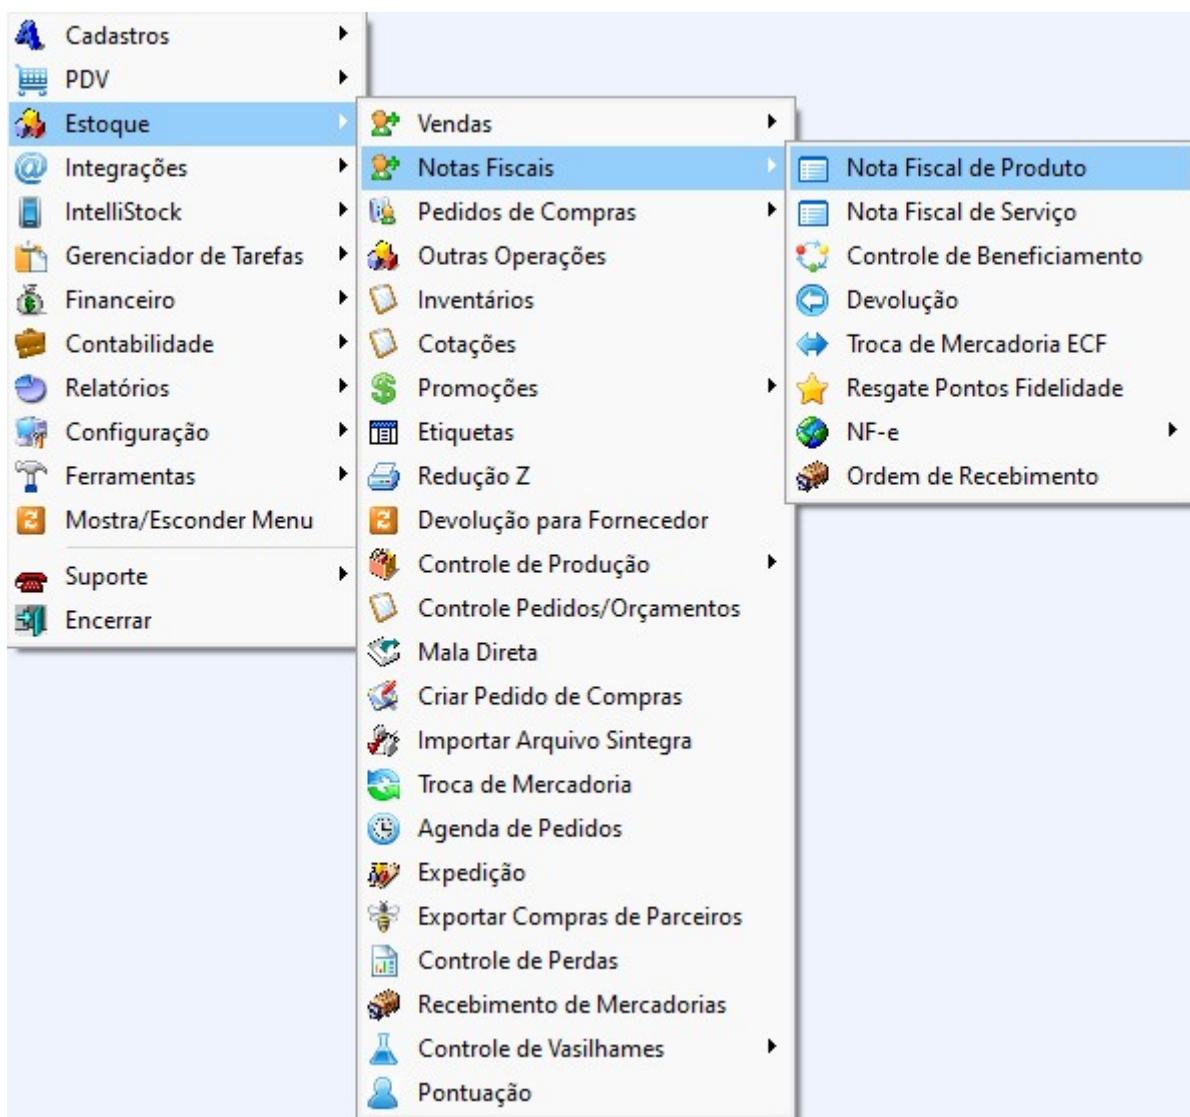 Cadastros
PDV
Estoque
Integrações
IntelliStock
Gerenciador de Tarefas
Financeiro
Contabilidade
Relatórios
Configuração
Ferramentas
Mostra/Esconder Menu
Suporte
Encerrar
Vendas
Notas Fiscais
Pedidos de Compras
Outras Operações
Inventários
Cotações
Promoções
Etiquetas
Redução Z
Devolução para Fornecedor
Controle de Produção
Controle Pedidos/Orçamentos
Mala Direta
Criar Pedido de Compras
Importar Arquivo Sintegra
Troca de Mercadoria
Agenda de Pedidos
Expedição
Exportar Compras de Parceiros
Controle de Perdas
Recebimento de Mercadorias
Controle de Vasilhames
Pontuação
Nota Fiscal de Produto
Nota Fiscal de Serviço
Controle de Beneficiamento
Devolução
Troca de Mercadoria ECF
Resgate Pontos Fidelidade
NF-e
Ordem de Recebimento